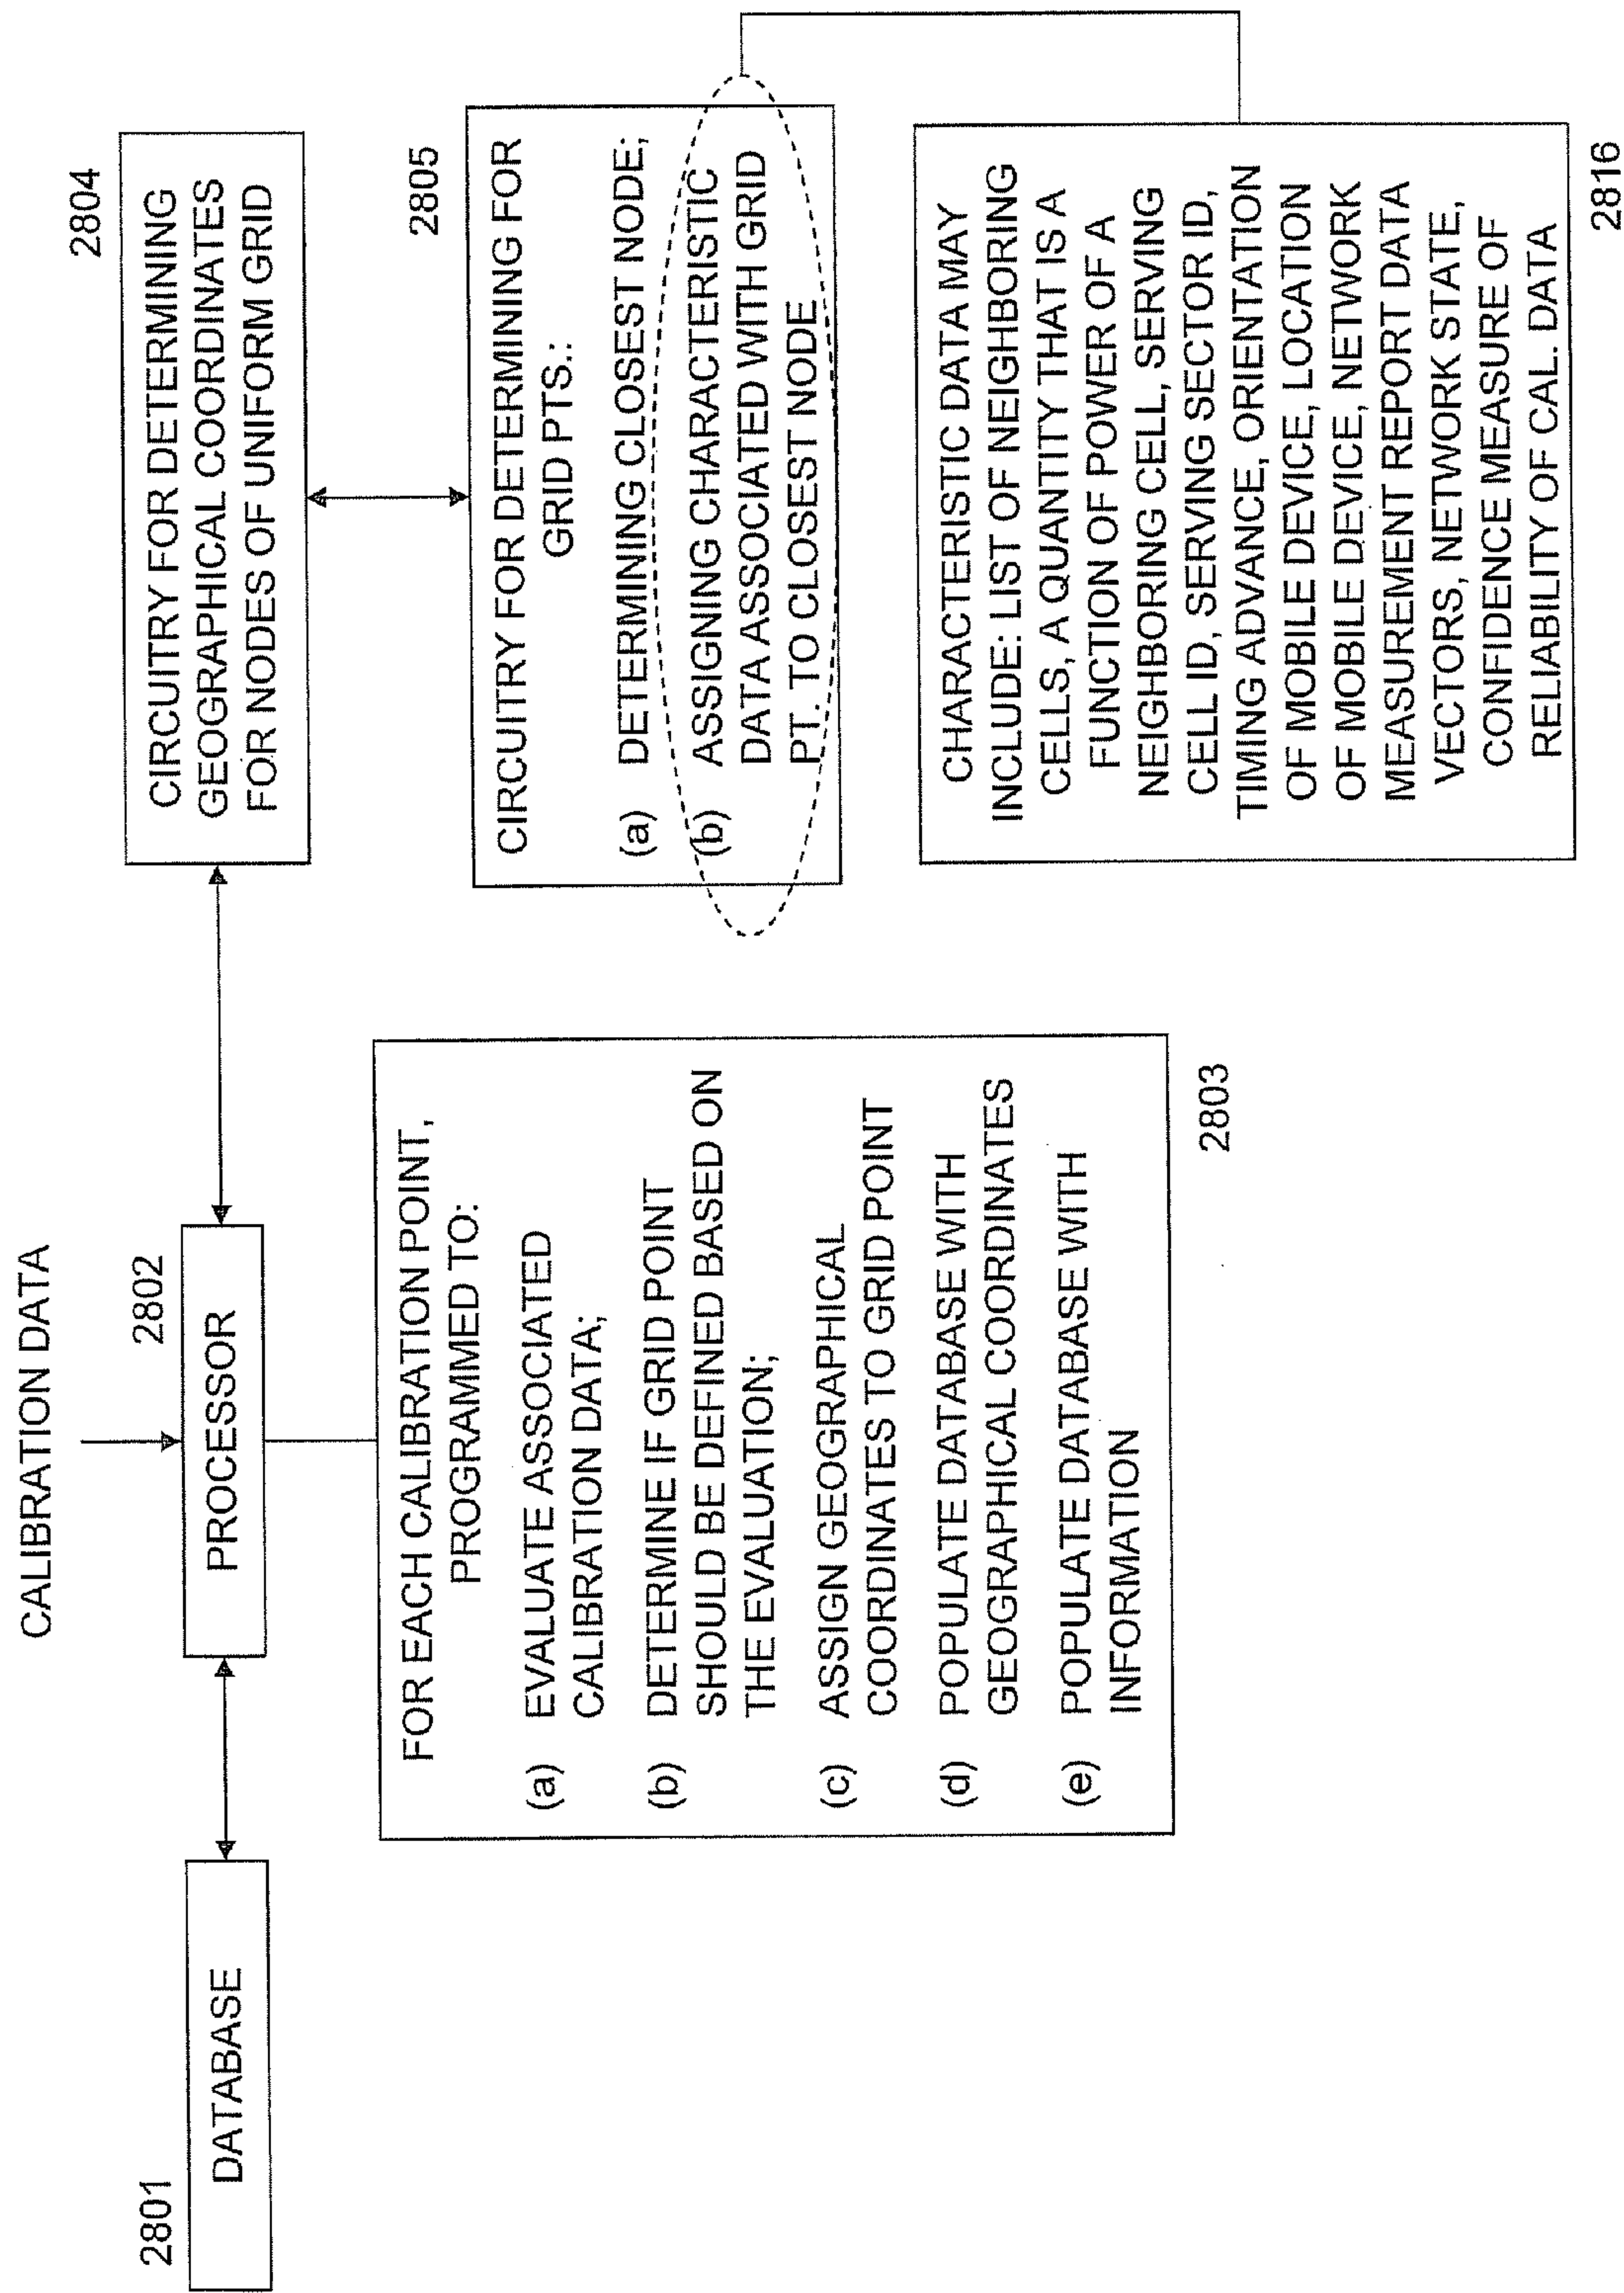 CALIBRATION DATA
2801
DATABASE
2802
PROCESSOR
2804
CIRCUITRY FOR DETERMINING
GEOGRAPHICAL COORDINATES
FOR NODES OF UNIFORM GRID
FOR EACH CALIBRATION POINT,
PROGRAMMED TO:
(a) EVALUATE ASSOCIATED
CALIBRATION DATA;
(b) DETERMINE IF GRID POINT
SHOULD BE DEFINED BASED ON
THE EVALUATION;
(c) ASSIGN GEOGRAPHICAL
COORDINATES TO GRID POINT
(d) POPULATE DATABASE WITH
GEOGRAPHICAL COORDINATES
(e) POPULATE DATABASE WITH
INFORMATION
2803
2805
CIRCUITRY FOR DETERMINING FOR
GRID PTS.:
(a) DETERMINING CLOSEST NODE;
(b) ASSIGNING CHARACTERISTIC
DATA ASSOCIATED WITH GRID
PT. TO CLOSEST NODE
CHARACTERISTIC DATA MAY
INCLUDE: LIST OF NEIGHBORING
CELLS, A QUANTITY THAT IS A
FUNCTION OF POWER OF A
NEIGHBORING CELL, SERVING
CELL ID, SERVING SECTOR ID,
TIMING ADVANCE, ORIENTATION
OF MOBILE DEVICE, LOCATION
OF MOBILE DEVICE, NETWORK
MEASUREMENT REPORT DATA
VECTORS, NETWORK STATE,
CONFIDENCE MEASURE OF
RELIABILITY OF CAL. DATA
2816